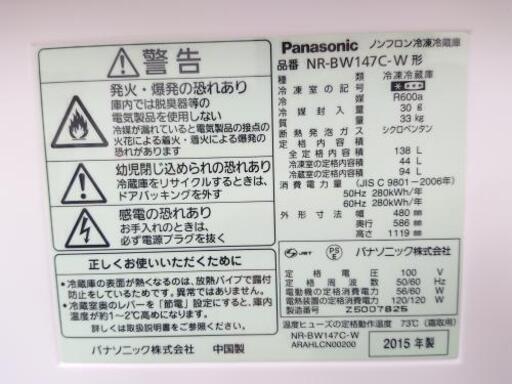 警告
発火・爆発の恐れあり
庫内では脱臭器等の
電気製品を使用しない
冷媒が漏れていると電気製品の接点の
火花による着火・着火による爆発の
恐れがあります
幼児閉じ込められの恐れあり
冷蔵庫をリサイクルするときは、
ドアパッキングを外す
感電の恐れあり
お手入れのときは、
必ず電源プラグを抜く
正しくお使いいただくために
・冷蔵庫の表面が熱くなるのは、放熱パイプで露付
防止をしているためです。異常ではありません。
・冷蔵室奥のレバーを「節電」設定にすると、庫内
温度が約1~2℃高めになります。
詳しくは取扱説明書をご覧ください。
パナソニック株式会社 中国製
Panasonic ノンフロン冷凍冷蔵庫
品番 NR-BW147C-W 形
種類 冷凍冷蔵庫
冷凍室の記号 ****
冷媒 R600a
冷媒封入量 30 g
質量 33 kg
断熱発泡ガス シクロペンタン
定格内容積
全定格内容積 138 L
冷凍室の定格内容積 44 L
冷蔵室の定格内容積 94 L
消費電力量 (JIS C 9801-2006年)
50Hz 280kWh/年
60Hz 280kWh/年
外形寸法 幅 480 mm
奥行 586 mm
高さ 1119 mm
JET PSE パナソニック株式会社
定格電圧 100 V
定格周波数 50/60 Hz
電動機の定格消費電力 56/60 W
電熱装置の定格消費電力 120/120 W
Z5007825
温度ヒューズの定格動作温度 73℃ (霜取用)
NR-BW147C-W
ARAHLCN00200
2015年製